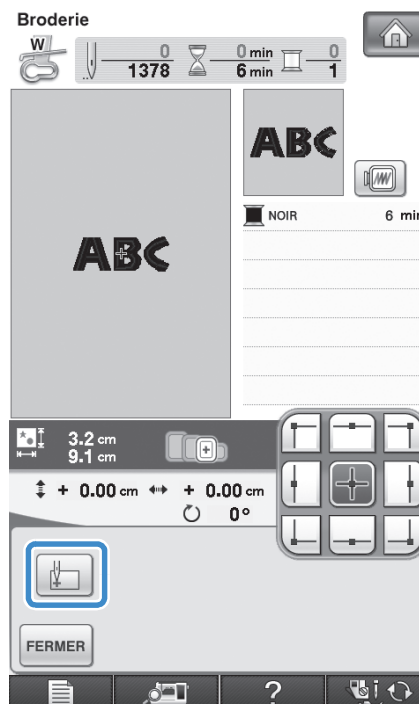 Broderie
W
0 0 min 0
1378 6 min 1
ABC
ABC
NOIR 6 min
3.2 cm
9.1 cm
+ 0.00 cm + 0.00 cm
0°
FERMER
?